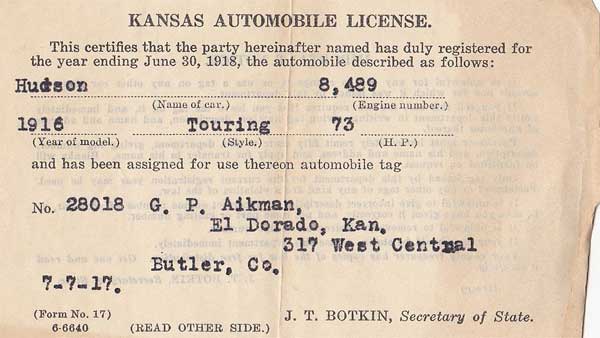 KANSAS AUTOMOBILE LICENSE.
This certifies that the party hereinafter named has duly registered for
the year ending June 30, 1918, the automobile described as follows:
Hudson 8,489
(Name of car.) (Engine number.)
1916 Touring 73
(Year of model.) (Style.) (H. P.)
and has been assigned for use thereon automobile tag
No. 28018 G. P. Aikman,
El Dorado, Kan.
317 West Central
Butler, Co.
7-7-17.
(Form No. 17)
6-6640 (READ OTHER SIDE.) J. T. BOTKIN, Secretary of State.